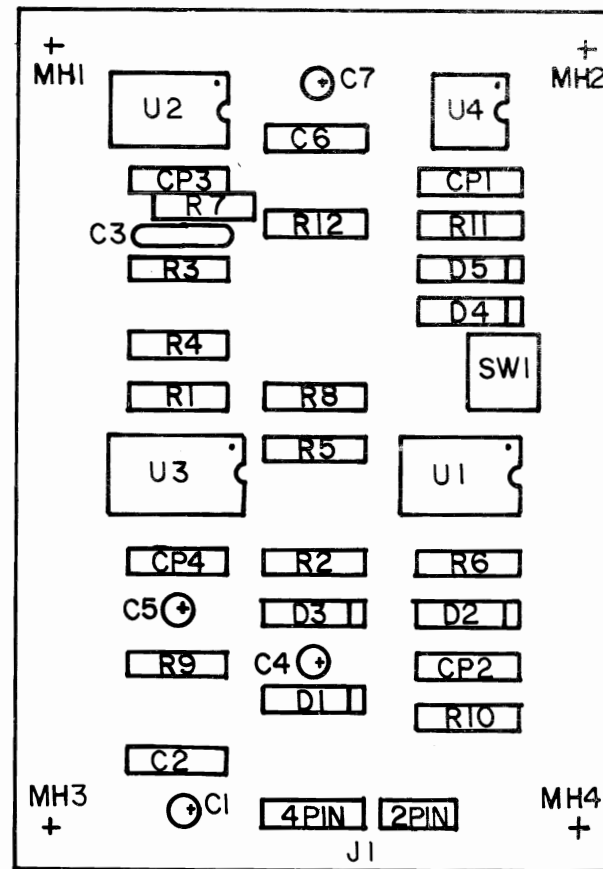 MH1
MH2
U2
C7
U4
C6
CP3
CP1
R7
C3
R12
R11
R3
D5
D4
R4
SW1
R1
R8
R5
U3
U1
CP4
R2
R6
C5
D3
D2
R9
C4
CP2
D1
R10
C2
MH3
C1
4PIN
2PIN
MH4
J1